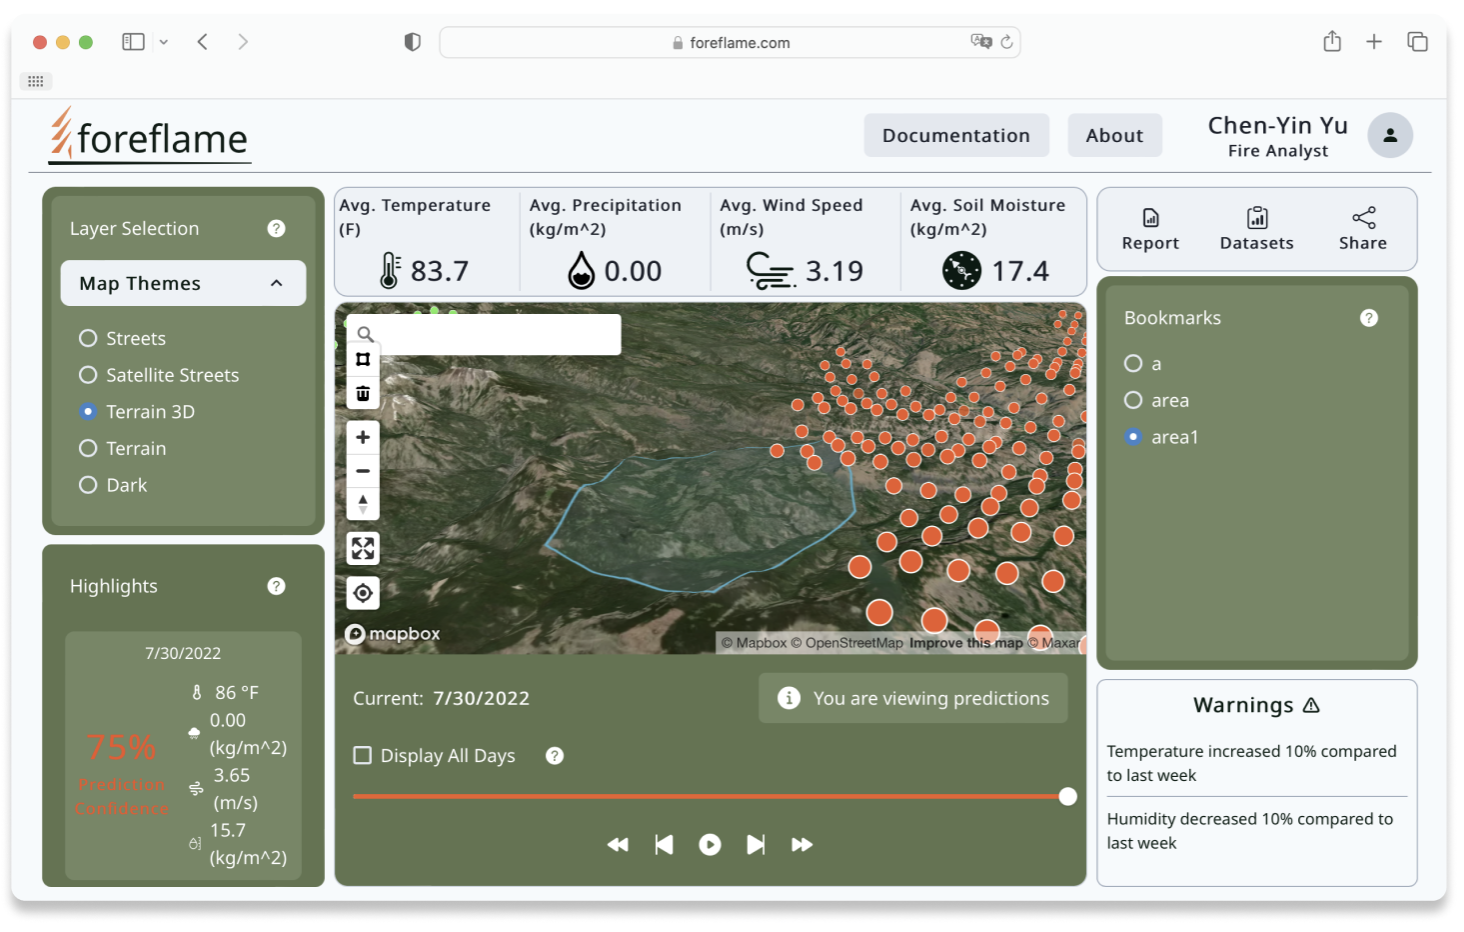 foreflame.com
foreflame
Documentation
About
Chen-Yin Yu
Fire Analyst
Layer Selection
?
Map Themes
Streets
Satellite Streets
Terrain 3D
Terrain
Dark
Highlights
?
7/30/2022
75%
Prediction
Confidence
86 °F
0.00
(kg/m^2)
3.65
(m/s)
15.7
(kg/m^2)
Avg. Temperature
(F)
83.7
Avg. Precipitation
(kg/m^2)
0.00
Avg. Wind Speed
(m/s)
3.19
Avg. Soil Moisture
(kg/m^2)
17.4
mapbox
© Mapbox © OpenStreetMap Improve this map © Maxar
Current: 7/30/2022
You are viewing predictions
Display All Days
?
Report
Datasets
Share
Bookmarks
?
a
area
area1
Warnings
Temperature increased 10% compared
to last week
Humidity decreased 10% compared to
last week